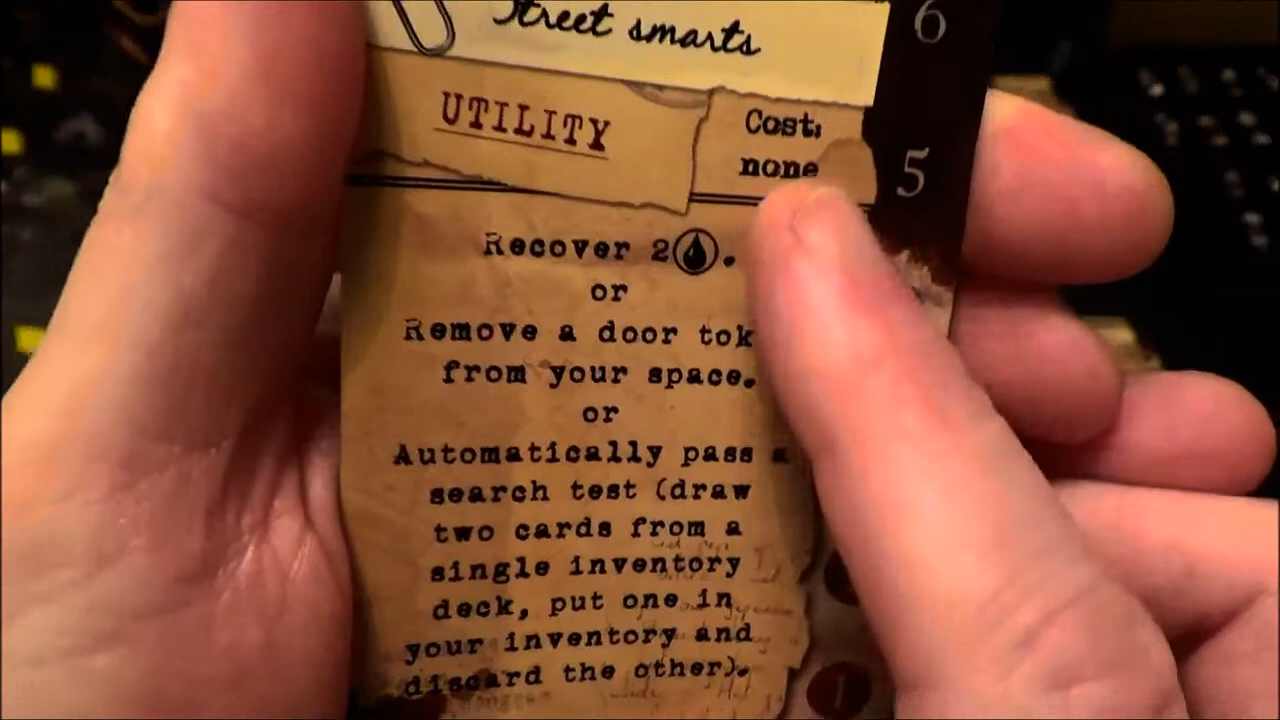 Street smarts
6
UTILITY
Cost:
none
5
Recover 2.
or
Remove a door tok
from your space.
or
Automatically pass a
search test (draw
two cards from a
single inventory
deck, put one in
your inventory and
discard the other).
1